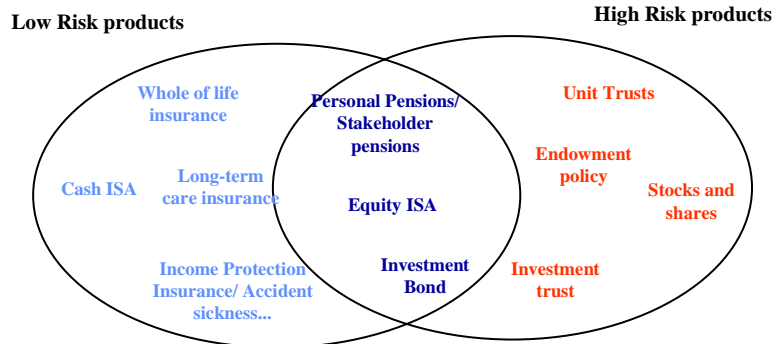 Low Risk products
High Risk products
Whole of life
insurance
Cash ISA
Long-term
care insurance
Income Protection
Insurance/ Accident
sickness...
Personal Pensions/
Stakeholder
pensions
Equity ISA
Investment
Bond
Unit Trusts
Endowment
policy
Stocks and
shares
Investment
trust